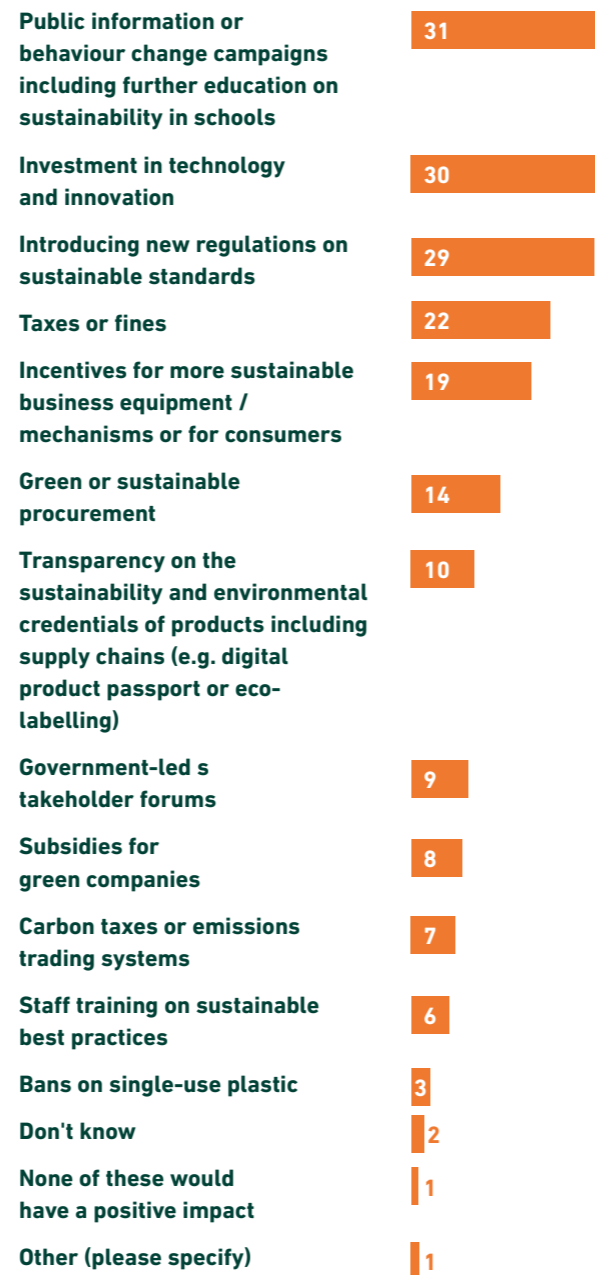 Public information or
behaviour change campaigns
including further education on
sustainability in schools
31
Investment in technology
and innovation
30
Introducing new regulations on
sustainable standards
29
Taxes or fines
22
Incentives for more sustainable
business equipment /
mechanisms or for consumers
19
Green or sustainable
procurement
14
Transparency on the
sustainability and environmental
credentials of products including
supply chains (e.g. digital
product passport or eco-
labelling)
10
Government-led s
takeholder forums
9
Subsidies for
green companies
8
Carbon taxes or emissions
trading systems
7
Staff training on sustainable
best practices
6
Bans on single-use plastic
3
Don't know
2
None of these would
have a positive impact
1
Other (please specify)
1